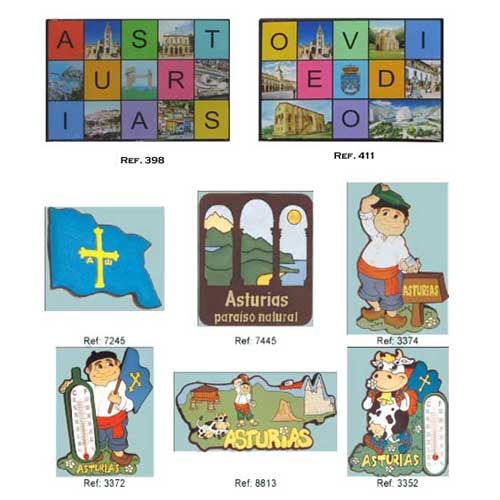 A S T
U R
I A S
O V I
E D
O
REF. 398
REF. 411
Asturias
paraíso natural
ASTURIAS
Ref: 7245
Ref: 7445
Ref: 3374
ASTURIAS
ASTURIAS
ASTURIAS
Ref: 3372
Ref: 8813
Ref: 3352